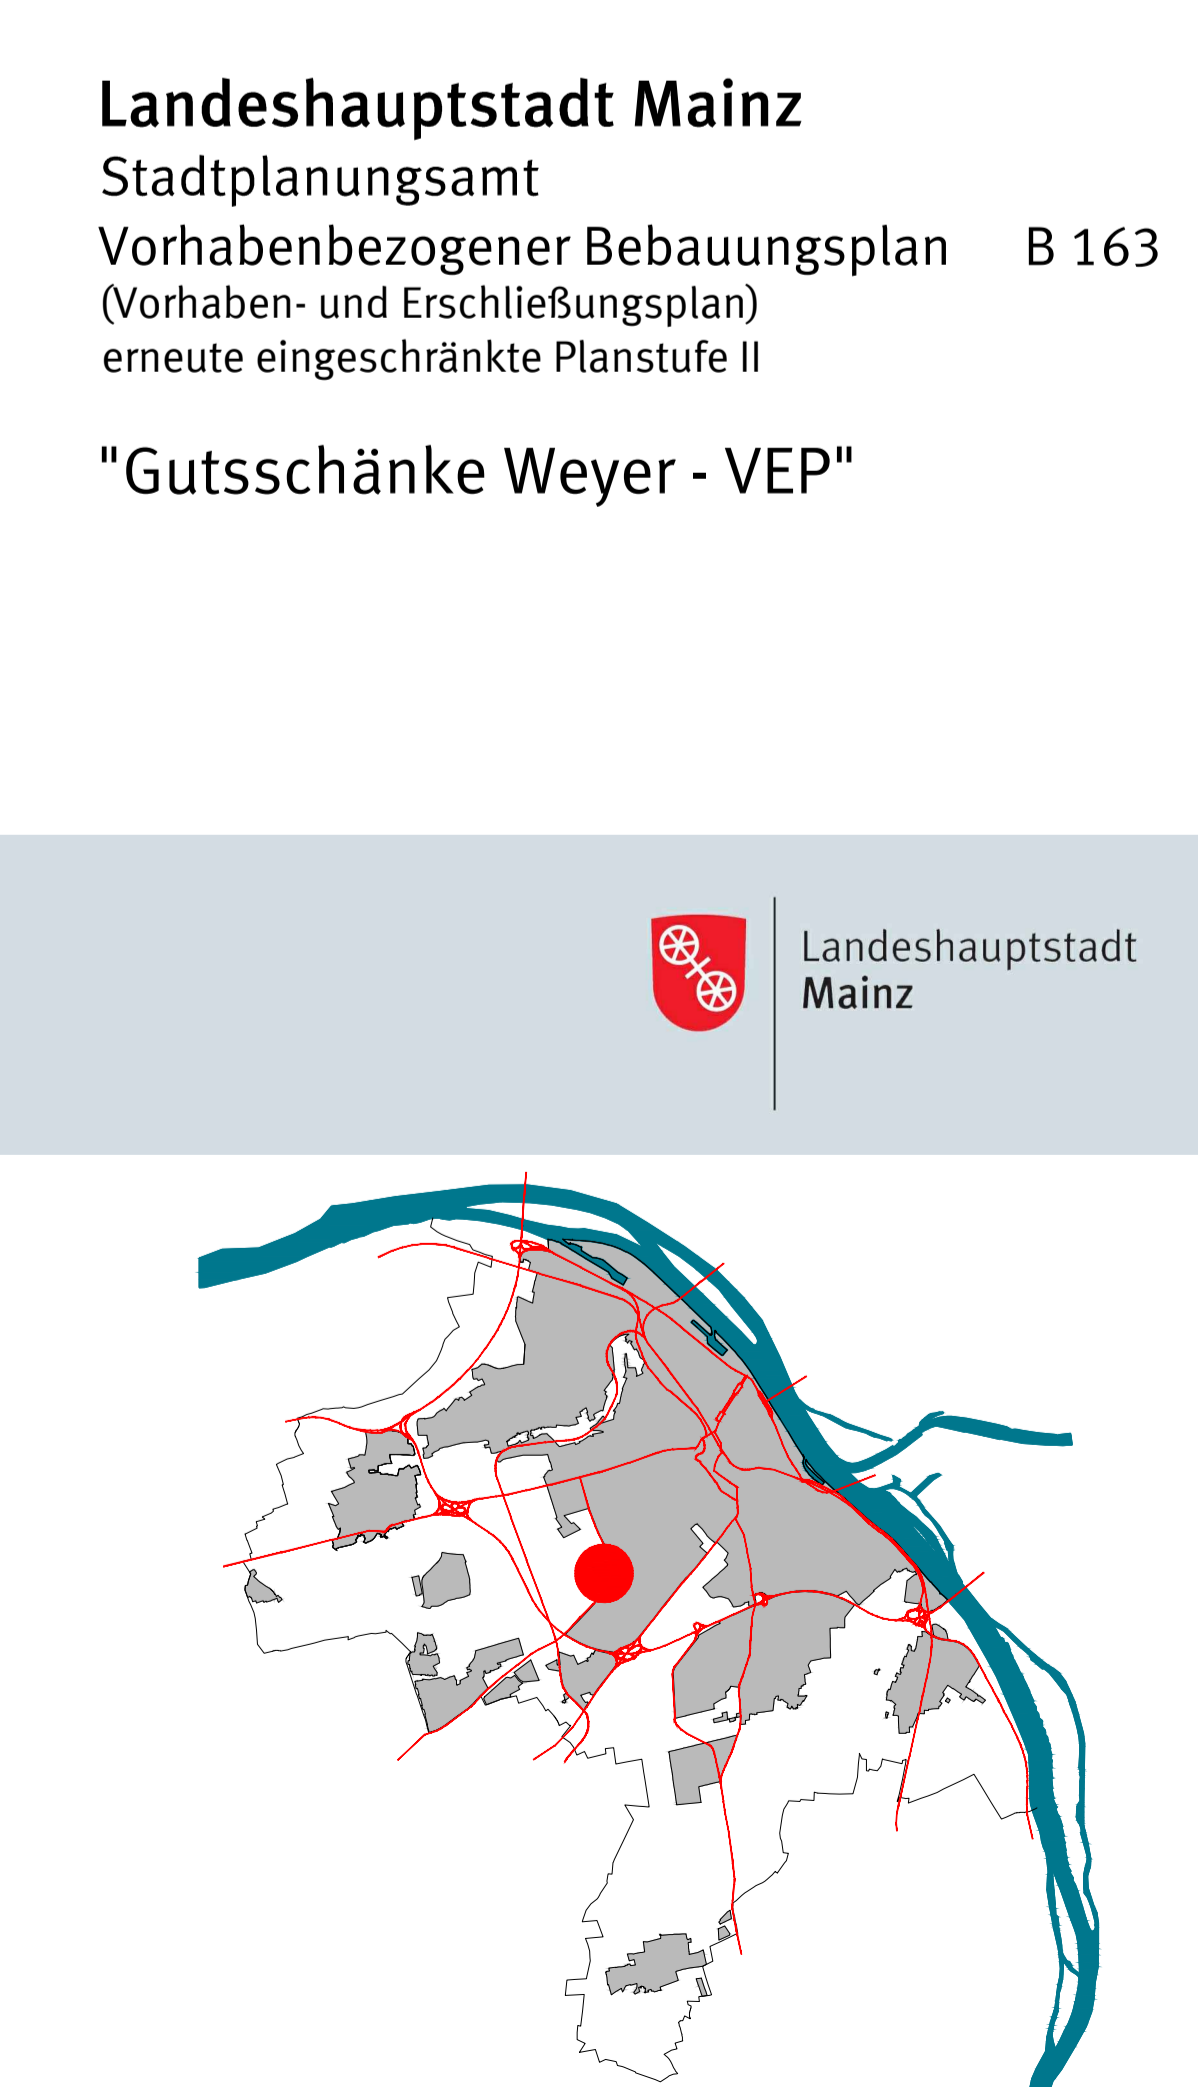 Landeshauptstadt Mainz
Stadtplanungsamt
Vorhabenbezogener Bebauungsplan B 163
(Vorhaben- und Erschließungsplan)
erneute eingeschränkte Planstufe II
"Gutsschänke Weyer - VEP"
Landeshauptstadt
Mainz